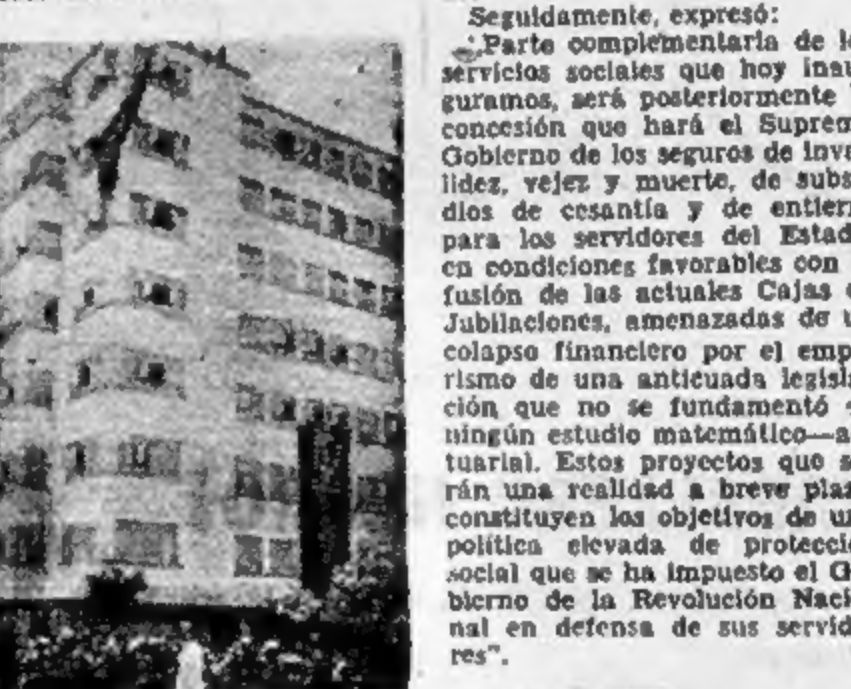 Seguidamente, expresó:
"Parte complementaria de l
servicios sociales que hoy inau
guramos, será posteriormente
concesión que hará el Suprem
Gobierno de los seguros de inva
lidez, vejez y muerte, de subs
dios de cesantía y de entierr
para los servidores del Estad
en condiciones favorables con
fusión de las actuales Cajas
Jubilaciones, amenazadas de u
colapso financiero por el empi
rismo de una anticuada legisla
ción que no se fundamentó
ningún estudio matemático—a
tuarial. Estos proyectos que s
rán una realidad a breve plaz
constituyen los objetivos de un
política elevada de protecció
social que se ha impuesto el G
bierno de la Revolución Naci
nal en defensa de sus servid
res".